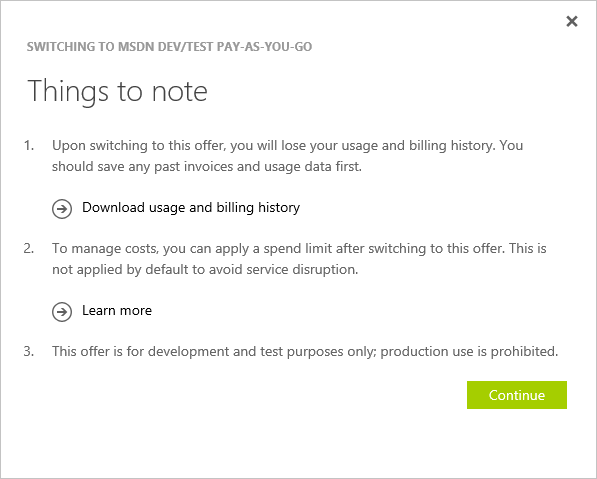 SWITCHING TO MSDN DEV/TEST PAY-AS-YOU-GO
Things to note
1. Upon switching to this offer, you will lose your usage and billing history. You
should save any past invoices and usage data first.
Download usage and billing history
2. To manage costs, you can apply a spend limit after switching to this offer. This is
not applied by default to avoid service disruption.
Learn more
3. This offer is for development and test purposes only; production use is prohibited.
Continue